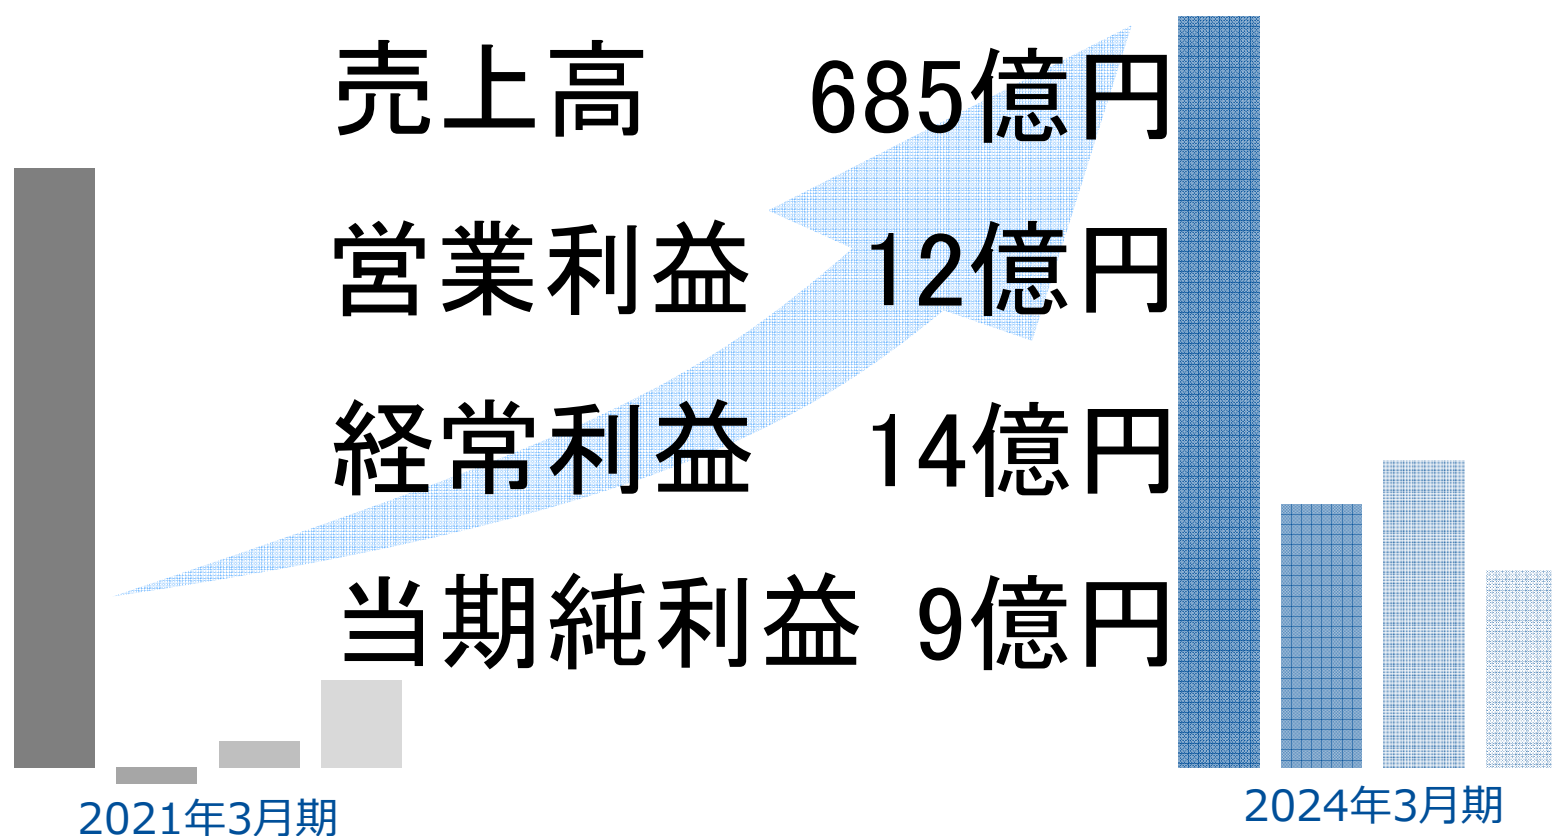 売上高 685億円
営業利益 12億円
経常利益 14億円
当期純利益 9億円
2021年3月期
2024年3月期